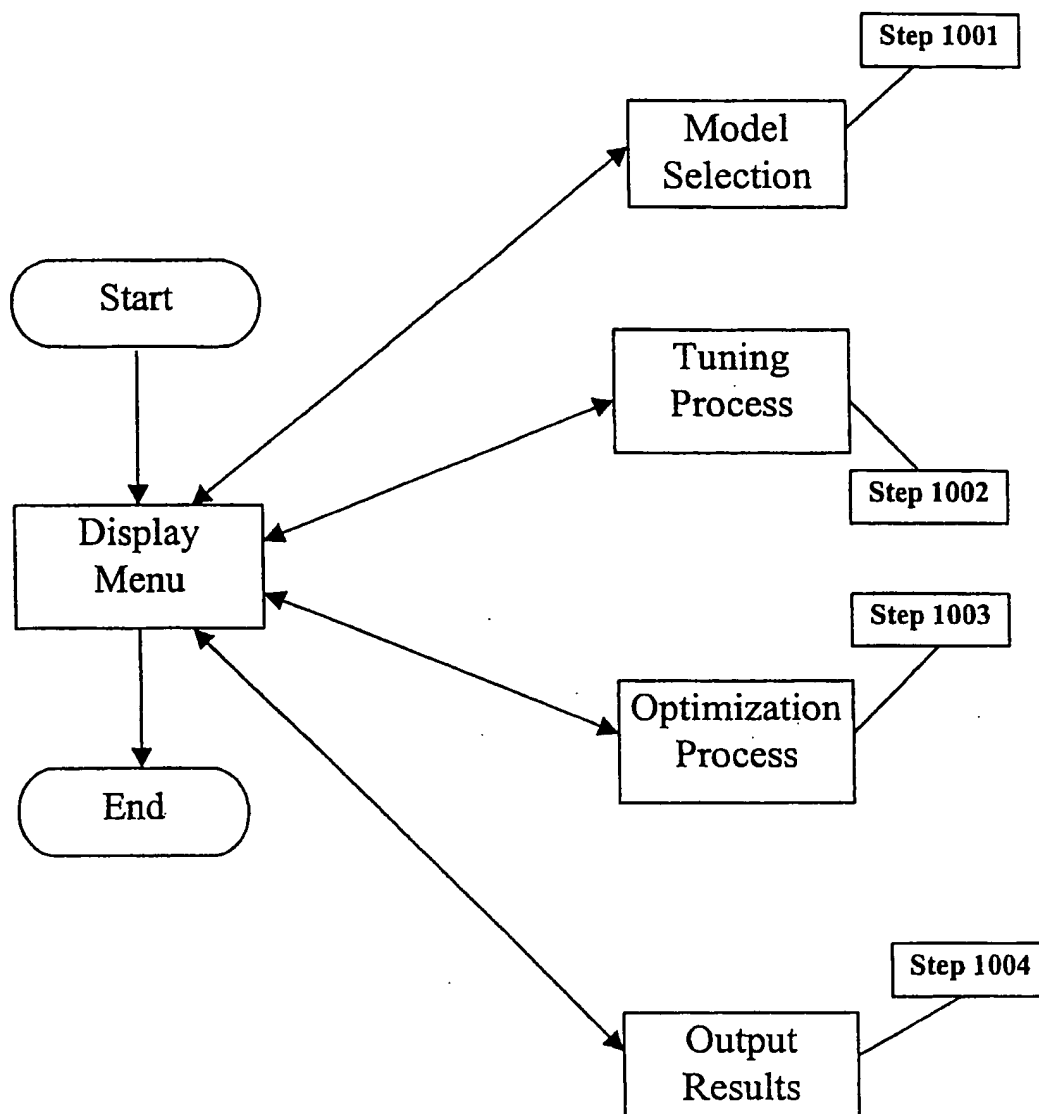 Step 1001
Model
Selection
Start
Tuning
Process
Step 1002
Display
Menu
Step 1003
Optimization
Process
End
Step 1004
Output
Results